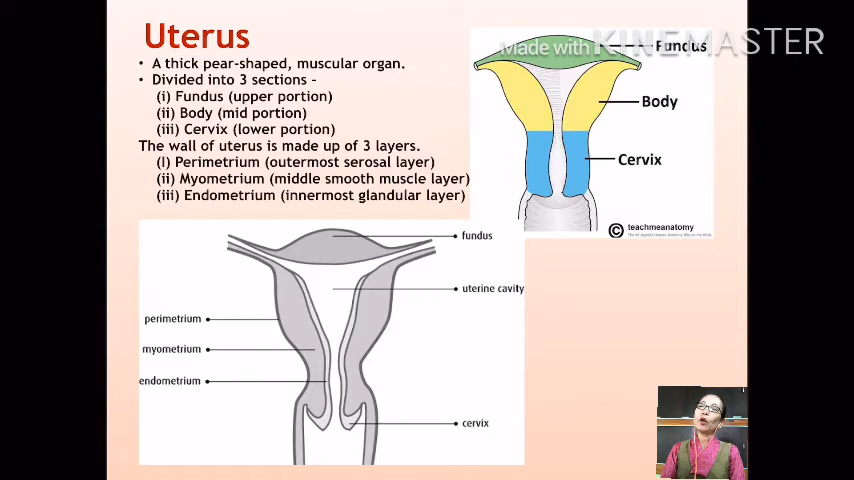 Uterus
• A thick pear-shaped, muscular organ.
• Divided into 3 sections –
(i) Fundus (upper portion)
(ii) Body (mid portion)
(iii) Cervix (lower portion)
The wall of uterus is made up of 3 layers.
(I) Perimetrium (outermost serosal layer)
(ii) Myometrium (middle smooth muscle layer)
(iii) Endometrium (innermost glandular layer)
Made with KINEMASTER
Fundus
Body
Cervix
© teachmeanatomy
fundus
uterine cavity
perimetrium
myometrium
endometrium
cervix